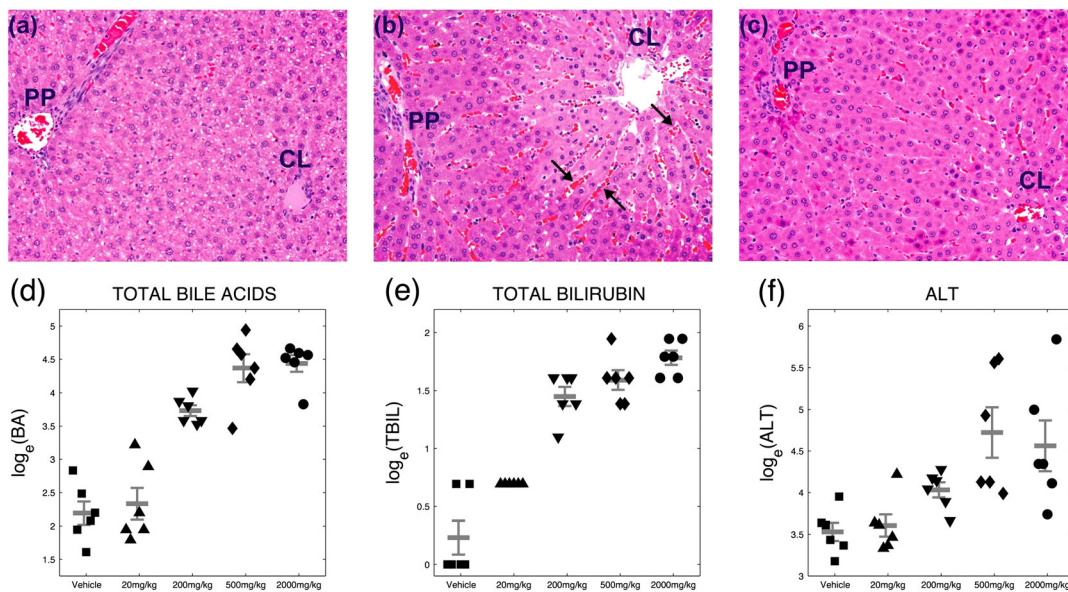 (a)
PP
CL
(b)
PP
CL
(c)
PP
CL
(d)
TOTAL BILE ACIDS
log_e(BA)
5
4.5
4
3.5
3
2.5
2
1.5
Vehicle 20mg/kg 200mg/kg 500mg/kg 2000mg/kg
(e)
TOTAL BILIRUBIN
log_e(TBIL)
2
1.5
1
0.5
0
Vehicle 20mg/kg 200mg/kg 500mg/kg 2000mg/kg
(f)
ALT
log_e(ALT)
6
5.5
5
4.5
4
3.5
3
Vehicle 20mg/kg 200mg/kg 500mg/kg 2000mg/kg